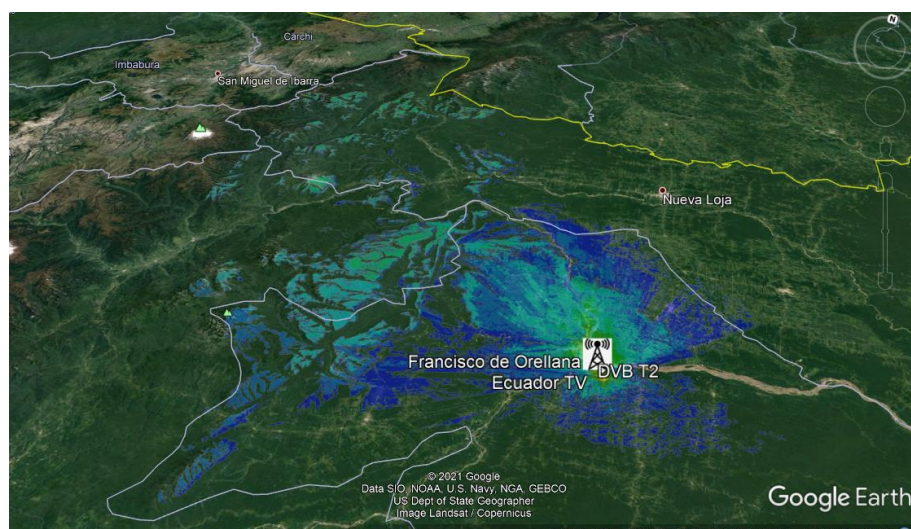 Carchi
Imbabura
San Miguel de Ibarra
N
Nueva Loja
Francisco de Orellana
Ecuador TV
DVB T2
© 2021 Google
Data SIO, NOAA, U.S. Navy, NGA, GEBCO
US Dept of State Geographer
Image Landsat / Copernicus
Google Earth